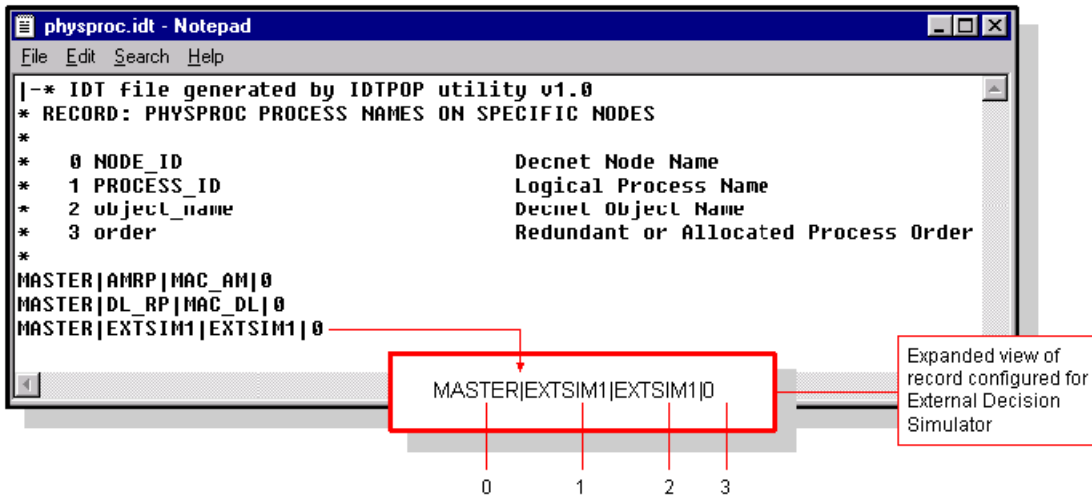 physproc.idt - Notepad
File Edit Search Help
|-* IDT file generated by IDTPOP utility v1.0
* RECORD: PHYSPROC PROCESS NAMES ON SPECIFIC NODES
*
* 0 NODE_ID Decnet Node Name
* 1 PROCESS_ID Logical Process Name
* 2 object_name Decnet Object Name
* 3 order Redundant or Allocated Process Order
*
MASTER|AMRP|MAC_AM|0
MASTER|DL_RP|MAC_DL|0
MASTER|EXTSIM1|EXTSIM1|0
MASTER|EXTSIM1|EXTSIM1|0
0 1 2 3
Expanded view of
record configured for
External Decision
Simulator